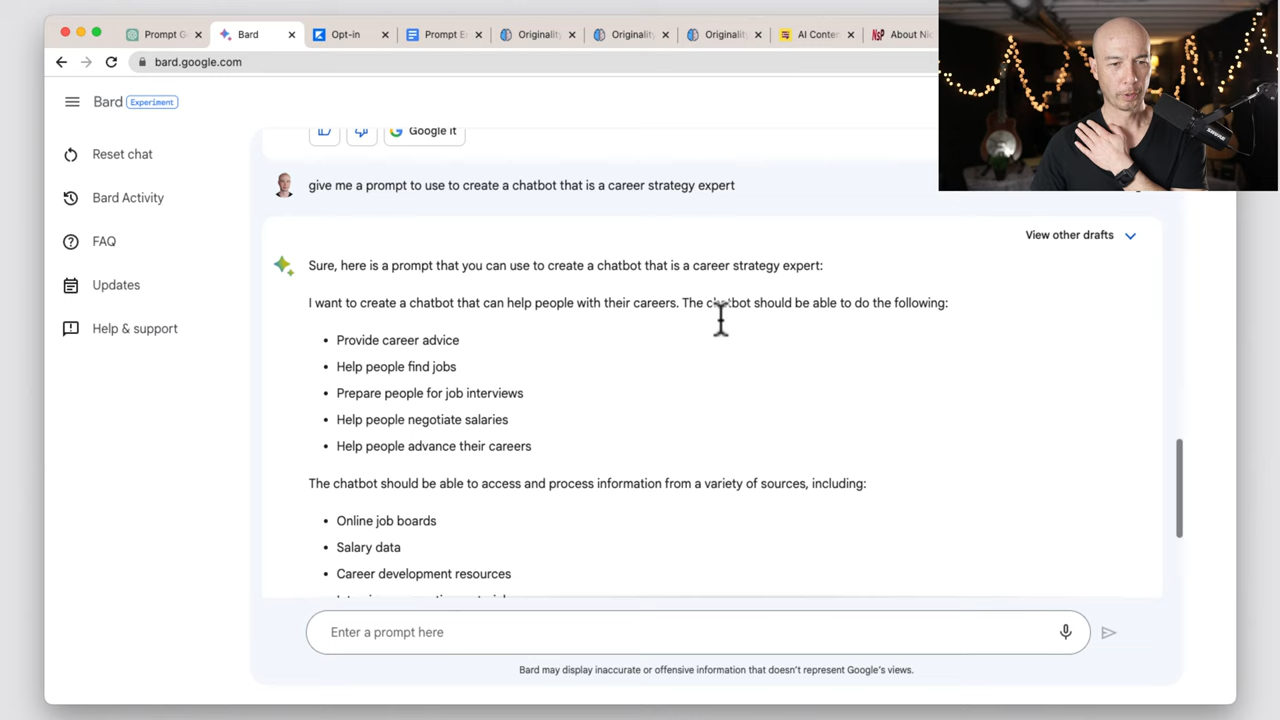 Prompt G
Bard
Opt-in
Prompt E
Originality
Originality
Originality
AI Conten
About Nic
bard.google.com
Bard Experiment
Reset chat
Bard Activity
FAQ
Updates
Help & support
Google it
give me a prompt to use to create a chatbot that is a career strategy expert
View other drafts
Sure, here is a prompt that you can use to create a chatbot that is a career strategy expert:
I want to create a chatbot that can help people with their careers. The chatbot should be able to do the following:
• Provide career advice
• Help people find jobs
• Prepare people for job interviews
• Help people negotiate salaries
• Help people advance their careers
The chatbot should be able to access and process information from a variety of sources, including:
• Online job boards
• Salary data
• Career development resources
Enter a prompt here
Bard may display inaccurate or offensive information that doesn't represent Google's views.
SHURE